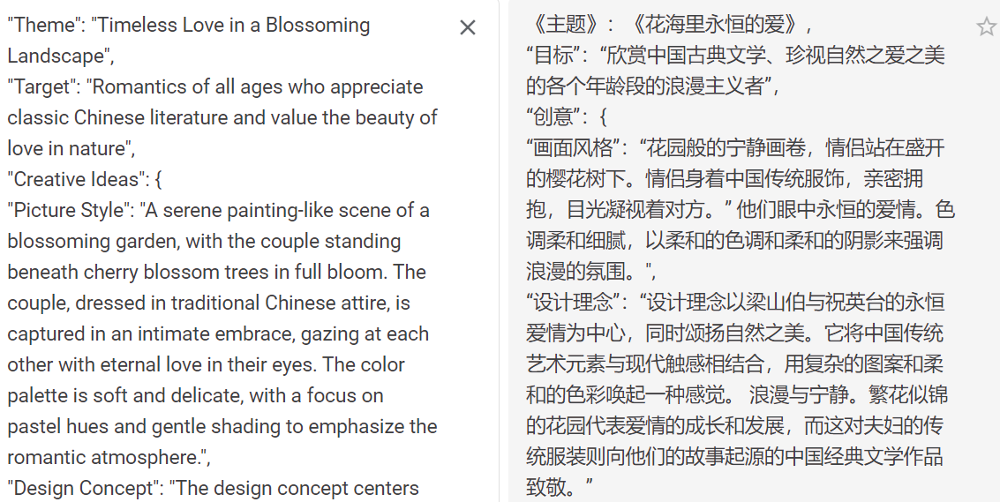 "Theme": "Timeless Love in a Blossoming
Landscape",
"Target": "Romantics of all ages who appreciate
classic Chinese literature and value the beauty of
love in nature",
"Creative Ideas": {
"Picture Style": "A serene painting-like scene of a
blossoming garden, with the couple standing
beneath cherry blossom trees in full bloom. The
couple, dressed in traditional Chinese attire, is
captured in an intimate embrace, gazing at each
other with eternal love in their eyes. The color
palette is soft and delicate, with a focus on
pastel hues and gentle shading to emphasize the
romantic atmosphere.",
"Design Concept": "The design concept centers
《主题》：《花海里永恒的爱》，
“目标”：“欣赏中国古典文学、珍视自然之爱之美
的各个年龄段的浪漫主义者”，
“创意”：{
“画面风格”：“花园般的宁静画卷，情侣站在盛开
的樱花树下。情侣身着中国传统服饰，亲密拥
抱，目光凝视着对方。” 他们眼中永恒的爱情。色
调柔和细腻，以柔和的色调和柔和的阴影来强调
浪漫的氛围。",
“设计理念”：“设计理念以梁山伯与祝英台的永恒
爱情为中心，同时颂扬自然之美。它将中国传统
艺术元素与现代触感相结合，用复杂的图案和柔
和的色彩唤起一种感觉。 浪漫与宁静。繁花似锦
的花园代表爱情的成长和发展，而这对夫妇的传
统服装则向他们的故事起源的中国经典文学作品
致敬。”